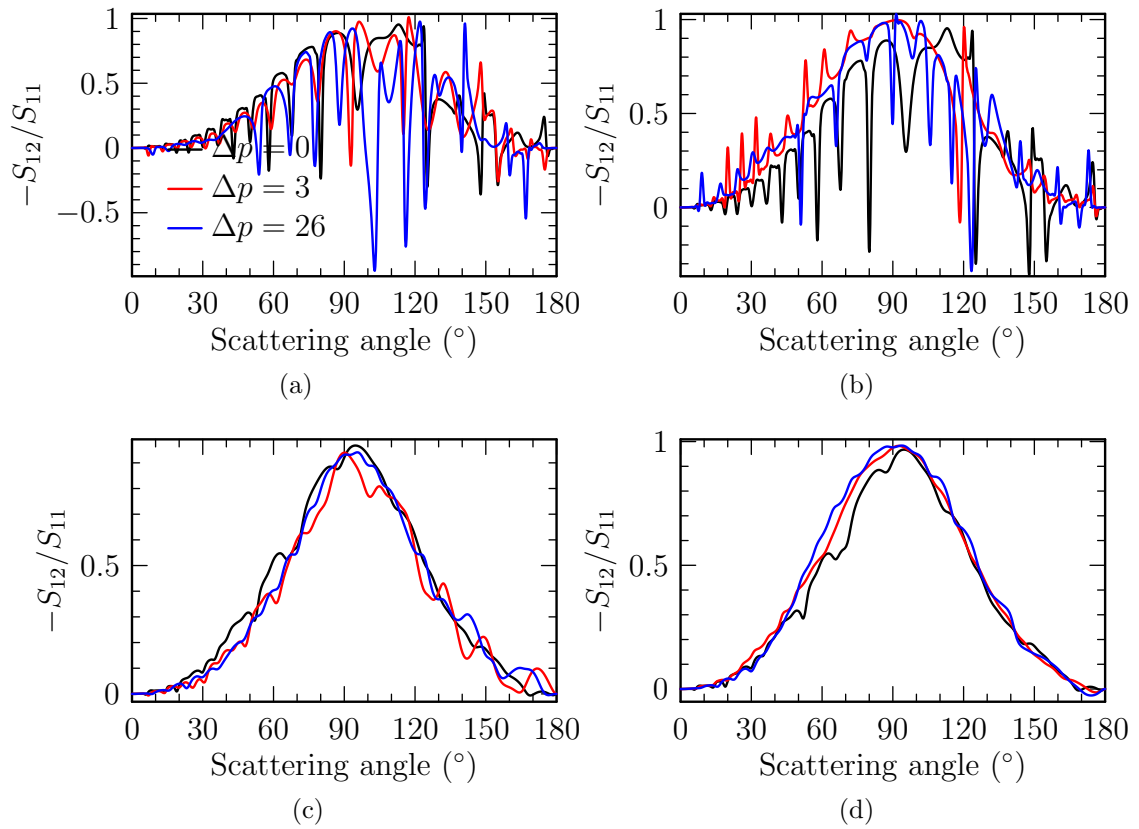 1
0.5
0
−0.5
−S12/S11
Δp = 0
Δp = 3
Δp = 26
0 30 60 90 120 150 180
Scattering angle (°)
(a)
1
0.5
0
−S12/S11
0 30 60 90 120 150 180
Scattering angle (°)
(b)
0.5
0
−S12/S11
0 30 60 90 120 150 180
Scattering angle (°)
(c)
1
0.5
0
−S12/S11
0 30 60 90 120 150 180
Scattering angle (°)
(d)